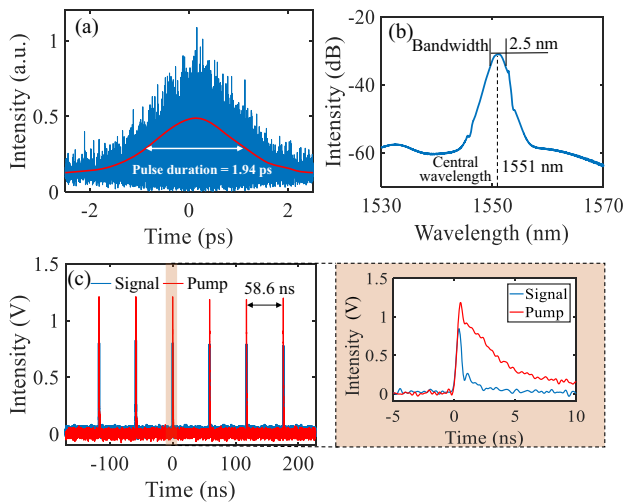 (a)
Intensity (a.u.)
1
0.5
0
Pulse duration = 1.94 ps
-2
0
2
Time (ps)
(b)
Intensity (dB)
-20
-40
-60
Bandwidth
2.5 nm
Central
wavelength
1551 nm
1530
1550
1570
Wavelength (nm)
(c)
Intensity (V)
1.5
1.2
0.5
0
Signal
Pump
58.6 ns
-100
0
100
200
Time (ns)
Intensity (V)
1.5
1
0.5
0
Signal
Pump
-5
0
5
10
Time (ns)